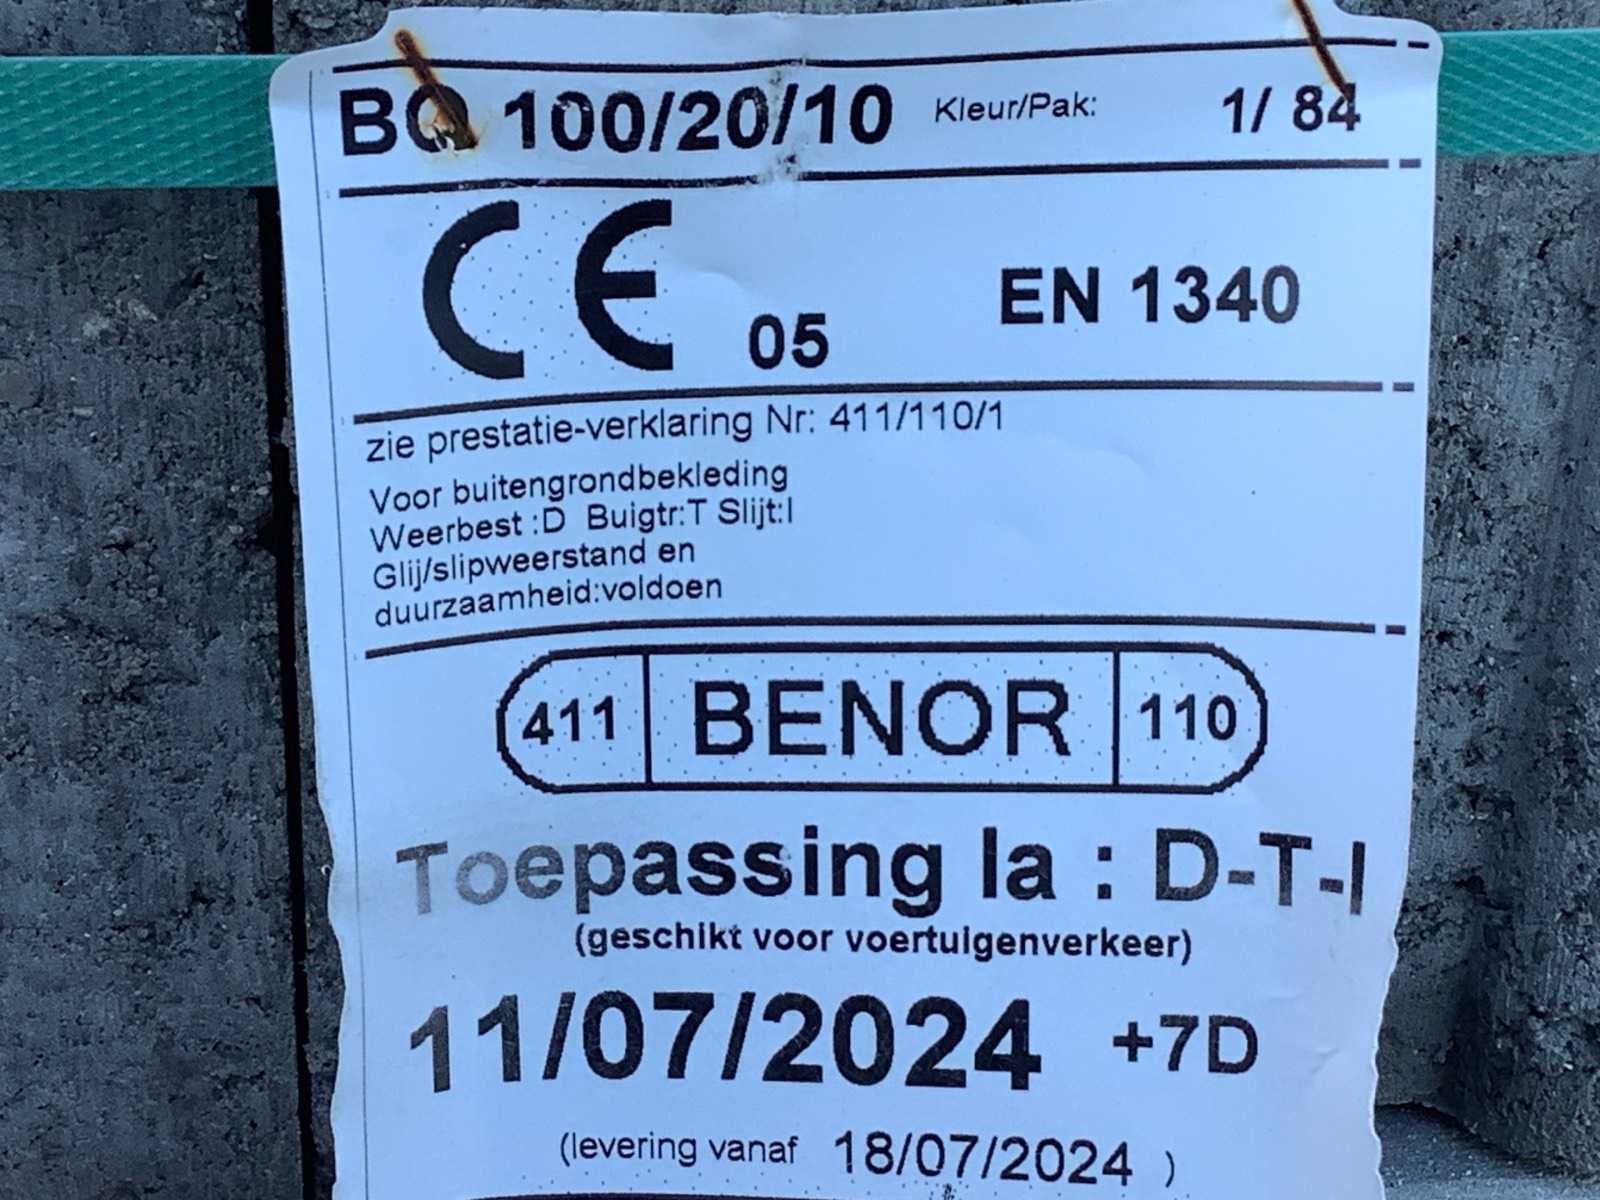 100/20/10 Kleur/Pak: 1/ 84
CE 05 EN 1340
zie prestatie-verklaring Nr: 411/110/1
Voor buitengrondbekleding
Weerbest :D Buigtr:T Slijt:I
Glij/slipweerstand en
duurzaamheid:voldoen
411 BENOR 110
Toepassing Ia : D-T-I
(geschikt voor voertuigenverkeer)
11/07/2024 +7D
(levering vanaf 18/07/2024 )